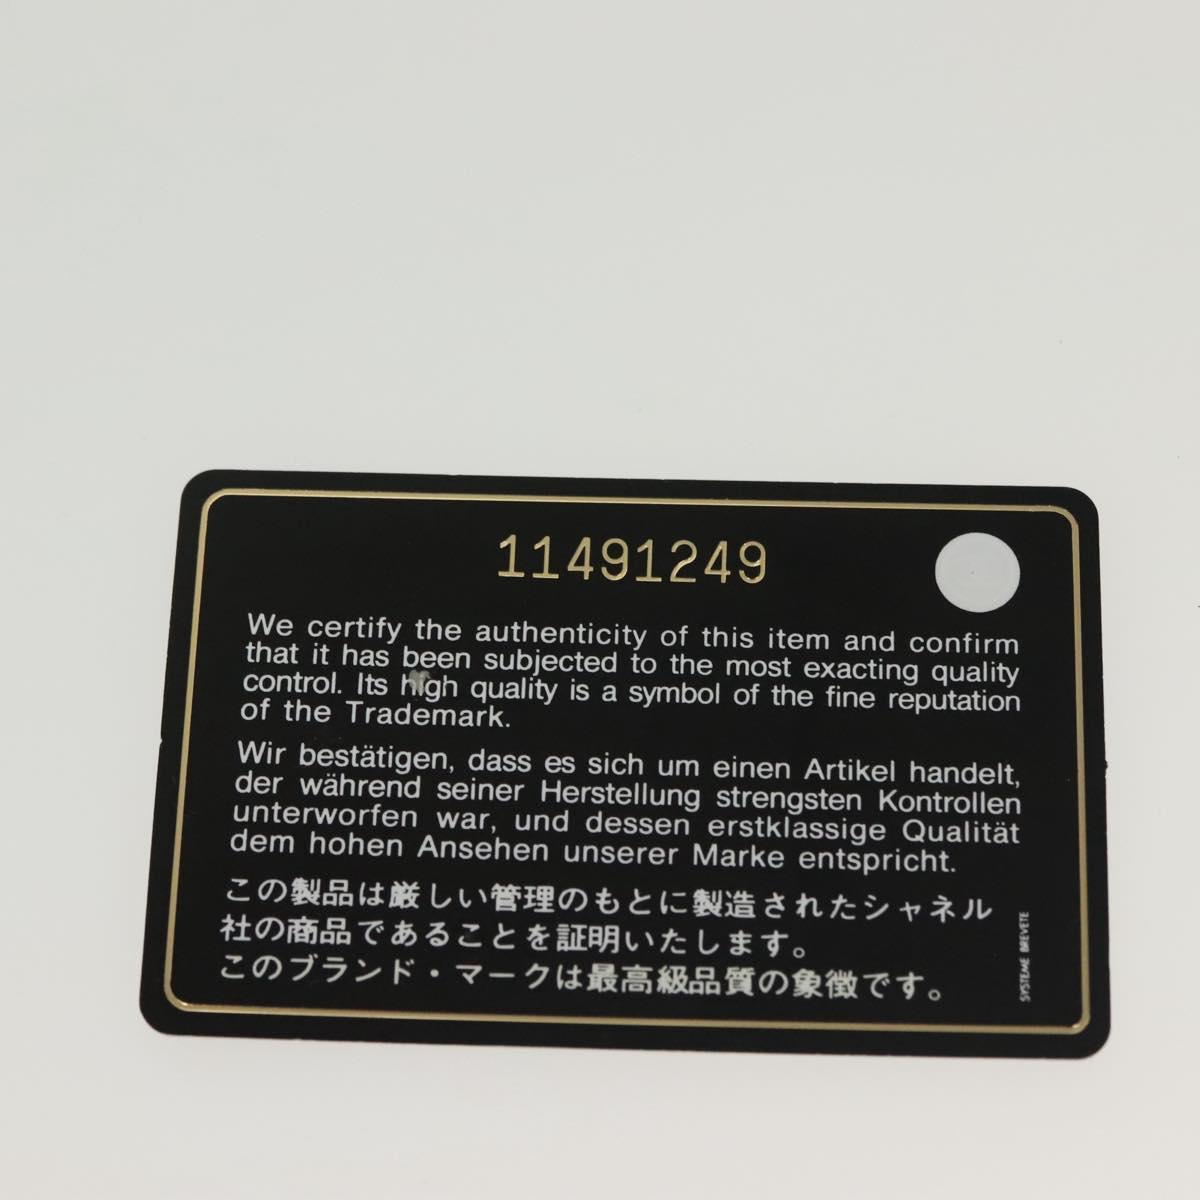 11491249
We certify the authenticity of this item and confirm
that it has been subjected to the most exacting quality
control. Its high quality is a symbol of the fine reputation
of the Trademark.
Wir bestätigen, dass es sich um einen Artikel handelt,
der während seiner Herstellung strengsten Kontrollen
unterworfen war, und dessen erstklassige Qualität
dem hohen Ansehen unserer Marke entspricht.
この製品は厳しい管理のもとに製造されたシャネル
社の商品であることを証明いたします。
このブランド・マークは最高級品質の象徴です。
SYSTEME BREVETE